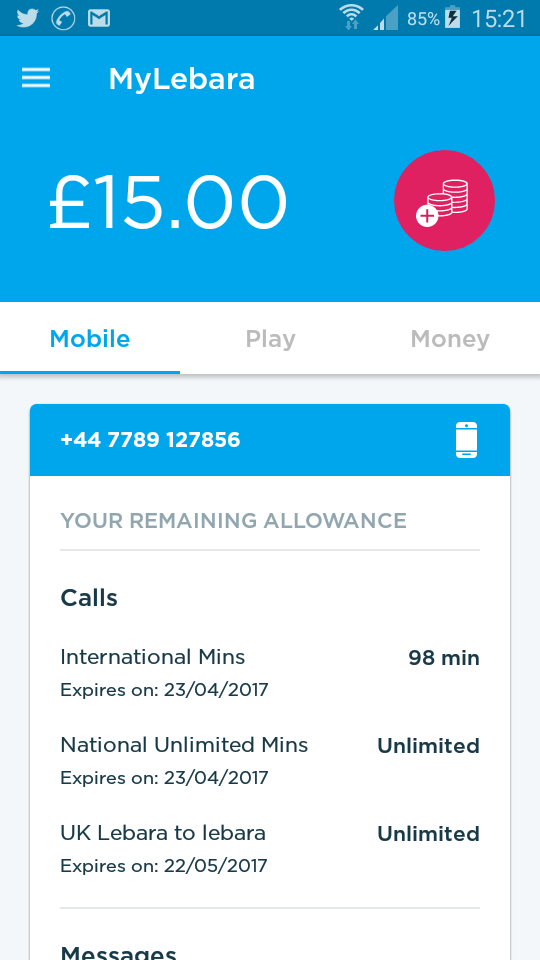 85% 15:21
MyLebara
£15.00
Mobile Play Money
+44 7789 127856
YOUR REMAINING ALLOWANCE
Calls
International Mins 98 min
Expires on: 23/04/2017
National Unlimited Mins Unlimited
Expires on: 23/04/2017
UK Lebara to lebara Unlimited
Expires on: 22/05/2017
Messages